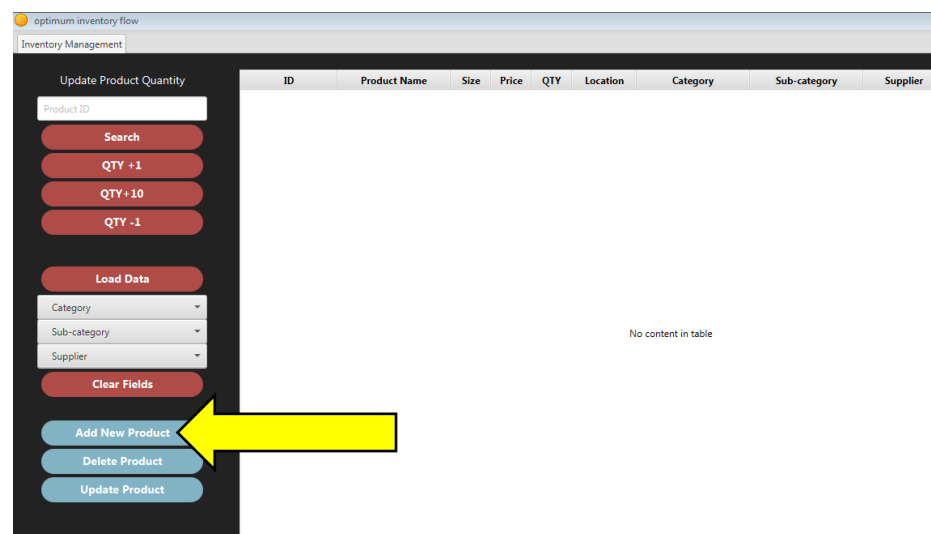 optimum inventory flow
Inventory Management
Update Product Quantity
Product ID
Search
QTY +1
QTY+10
QTY -1
Load Data
Category
Sub-category
Supplier
Clear Fields
Add New Product
Delete Product
Update Product
ID Product Name Size Price QTY Location Category Sub-category Supplier
No content in table